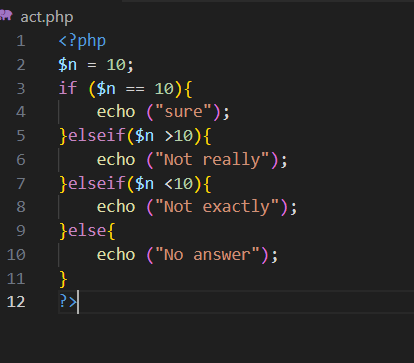 act.php
1 <?php
2 $n = 10;
3 if ($n == 10){
4     echo ("sure");
5 }elseif($n >10){
6     echo ("Not really");
7 }elseif($n <10){
8     echo ("Not exactly");
9 }else{
10     echo ("No answer");
11 }
12 ?>